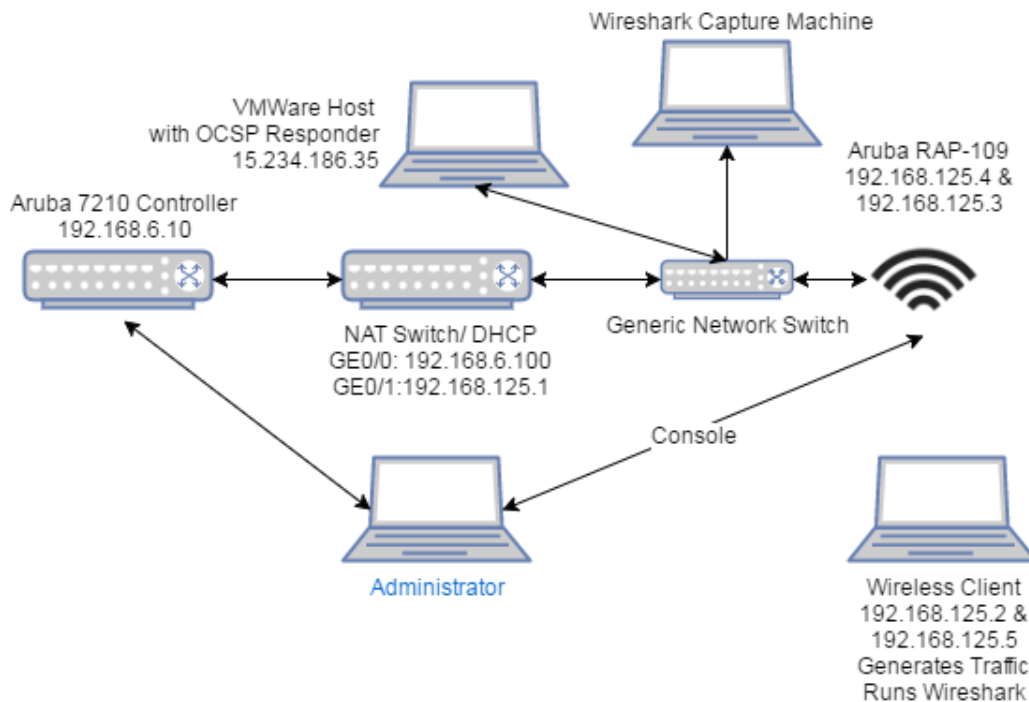 Wireshark Capture Machine
VMWare Host
with OCSP Responder
15.234.186.35
Aruba RAP-109
192.168.125.4 &
192.168.125.3
Aruba 7210 Controller
192.168.6.10
NAT Switch/ DHCP
GE0/0: 192.168.6.100
GE0/1:192.168.125.1
Generic Network Switch
Console
Administrator
Wireless Client
192.168.125.2 &
192.168.125.5
Generates Traffic
Runs Wireshark